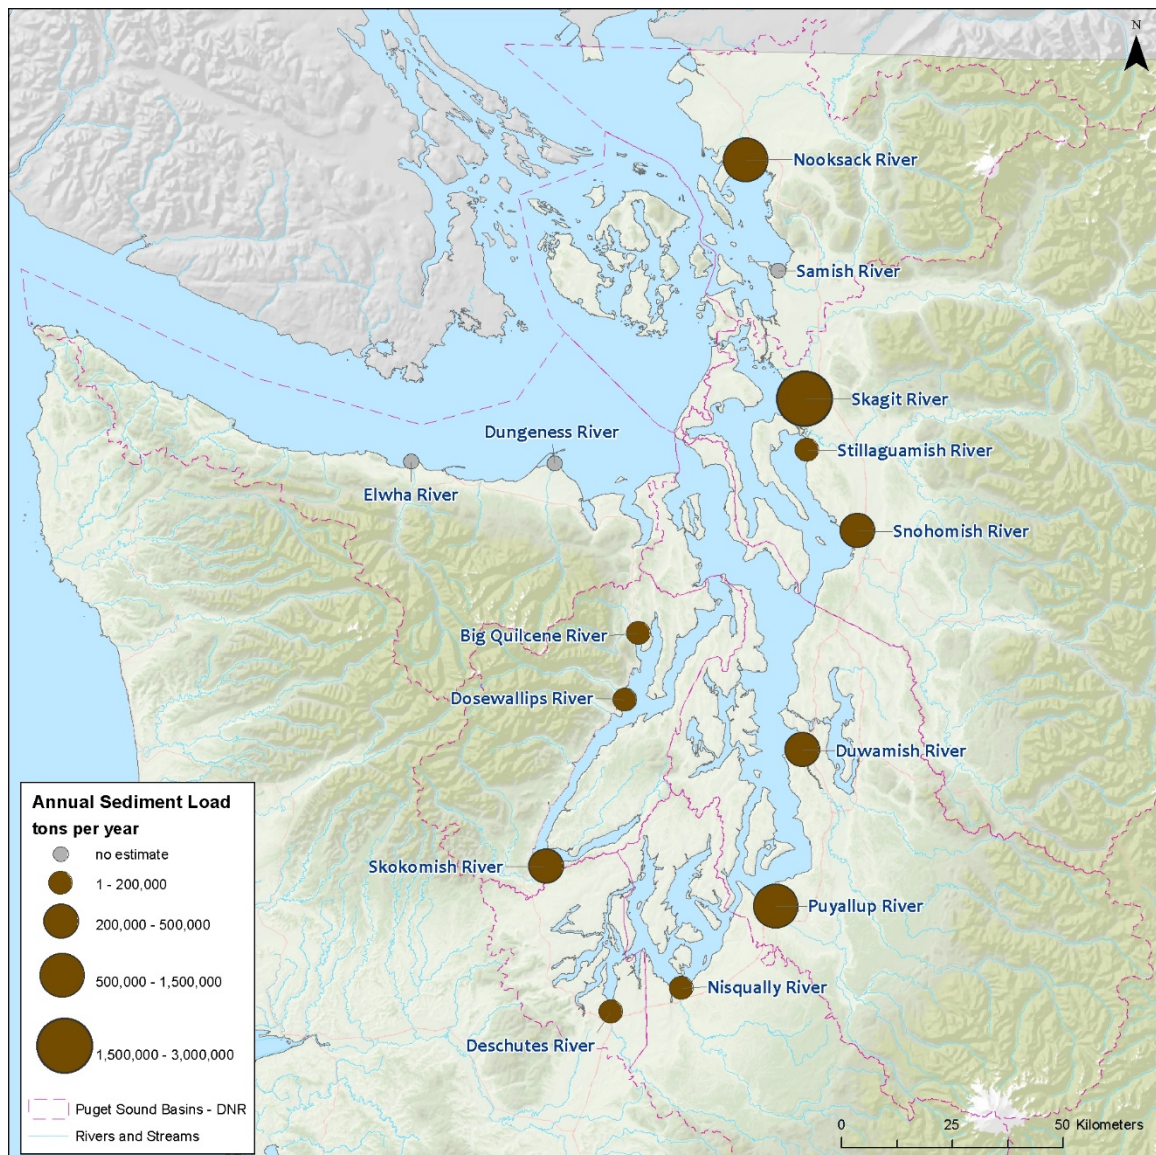 N
Nooksack River
Samish River
Skagit River
Dungeness River
Stillaguamish River
Elwha River
Snohomish River
Big Quilcene River
Dosewallips River
Duwamish River
Skokomish River
Puyallup River
Nisqually River
Deschutes River
Annual Sediment Load
tons per year
no estimate
1 - 200,000
200,000 - 500,000
500,000 - 1,500,000
1,500,000 - 3,000,000
Puget Sound Basins - DNR
Rivers and Streams
0 25 50 Kilometers